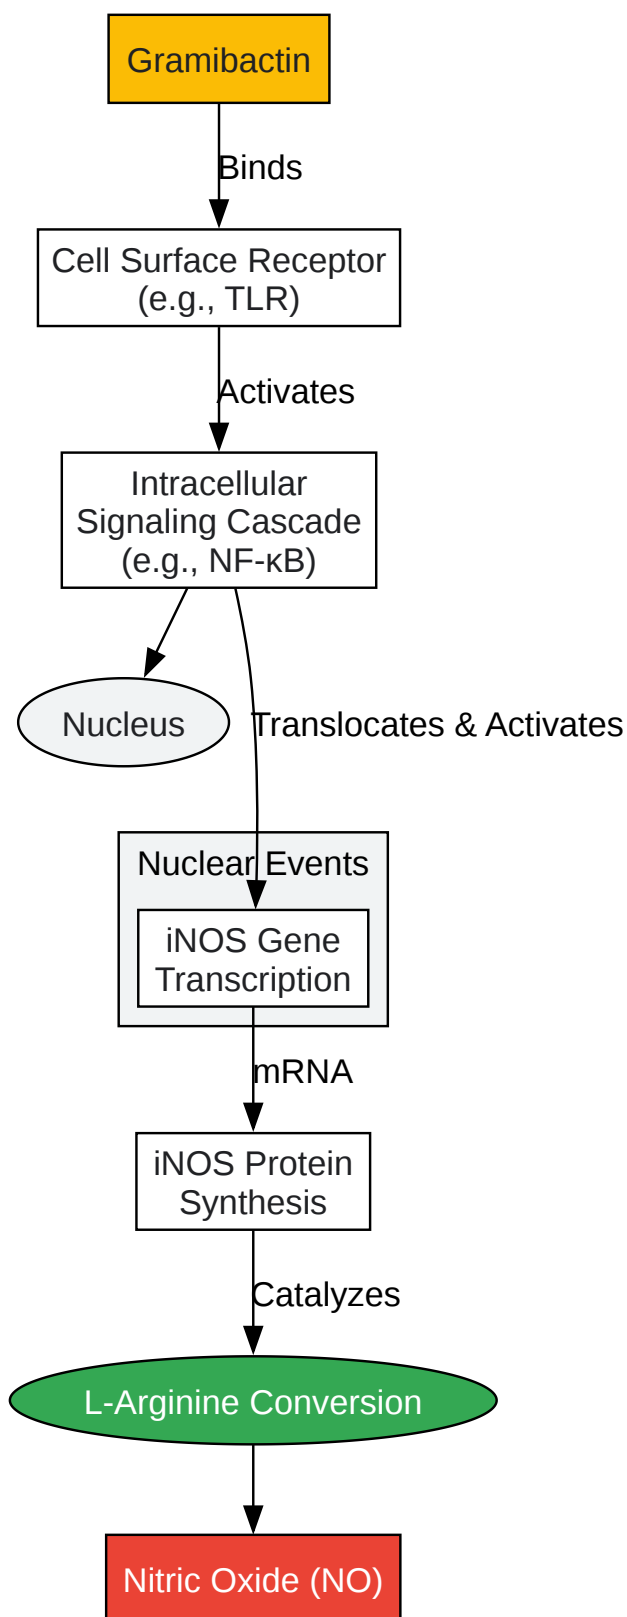 Gramibactin
Binds
Cell Surface Receptor
(e.g., TLR)
Activates
Intracellular
Signaling Cascade
(e.g., NF-κB)
Nucleus
Translocates & Activates
Nuclear Events
iNOS Gene
Transcription
mRNA
iNOS Protein
Synthesis
Catalyzes
L-Arginine Conversion
Nitric Oxide (NO)